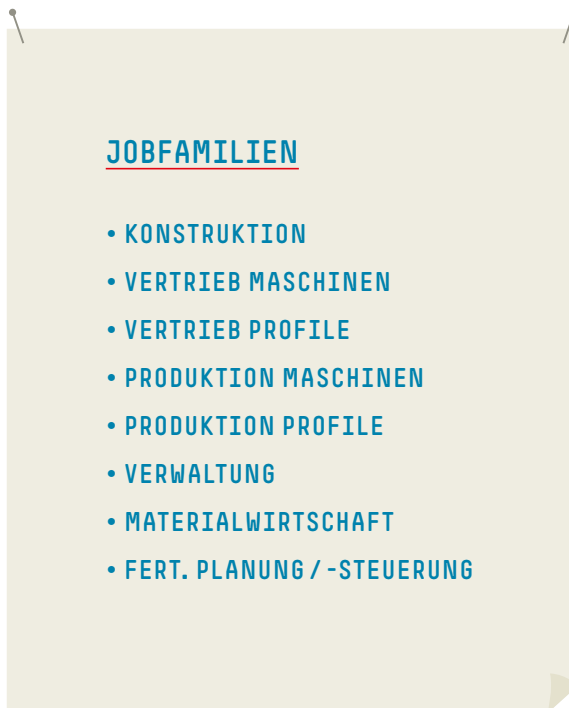 JOBFAMILIEN
• KONSTRUKTION
• VERTRIEB MASCHINEN
• VERTRIEB PROFILE
• PRODUKTION MASCHINEN
• PRODUKTION PROFILE
• VERWALTUNG
• MATERIALWIRTSCHAFT
• FERT. PLANUNG / -STEUERUNG